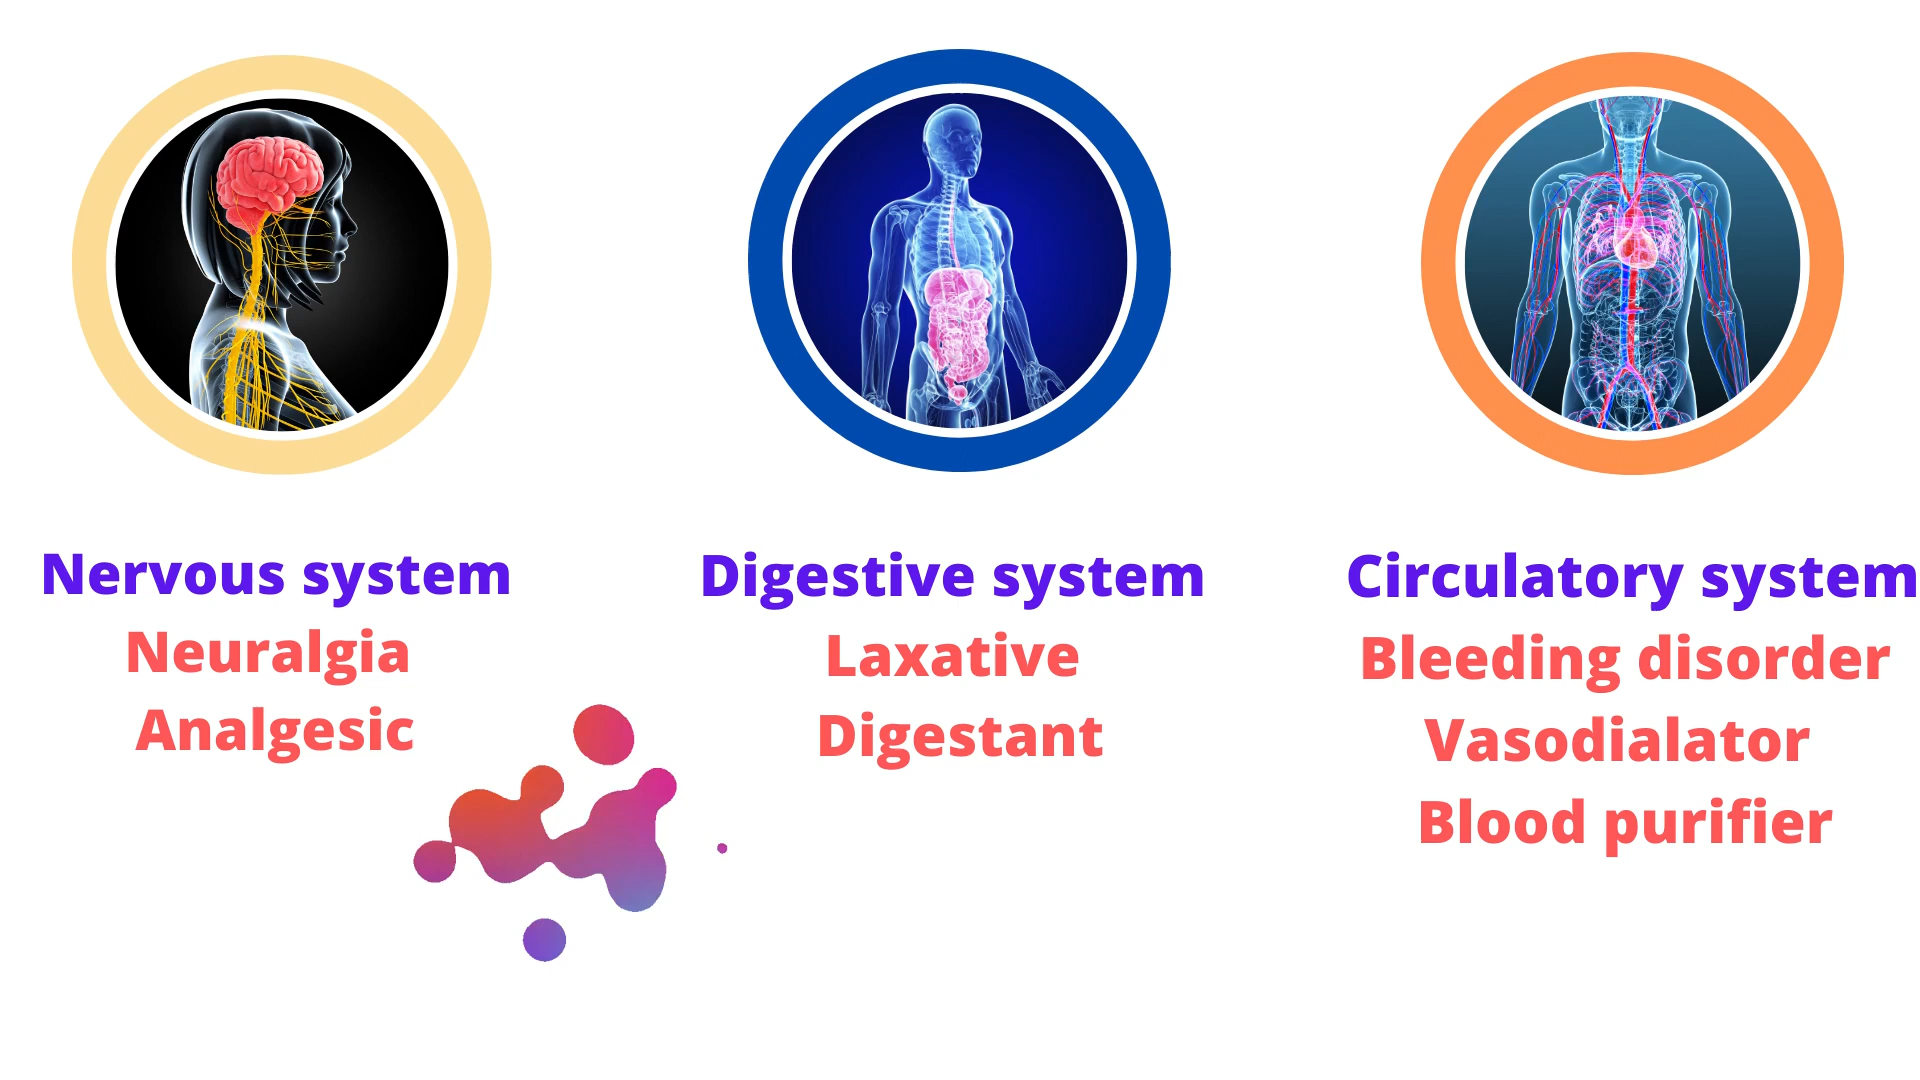 Nervous system
Neuralgia
Analgesic
Digestive system
Laxative
Digestant
Circulatory system
Bleeding disorder
Vasodialator
Blood purifier